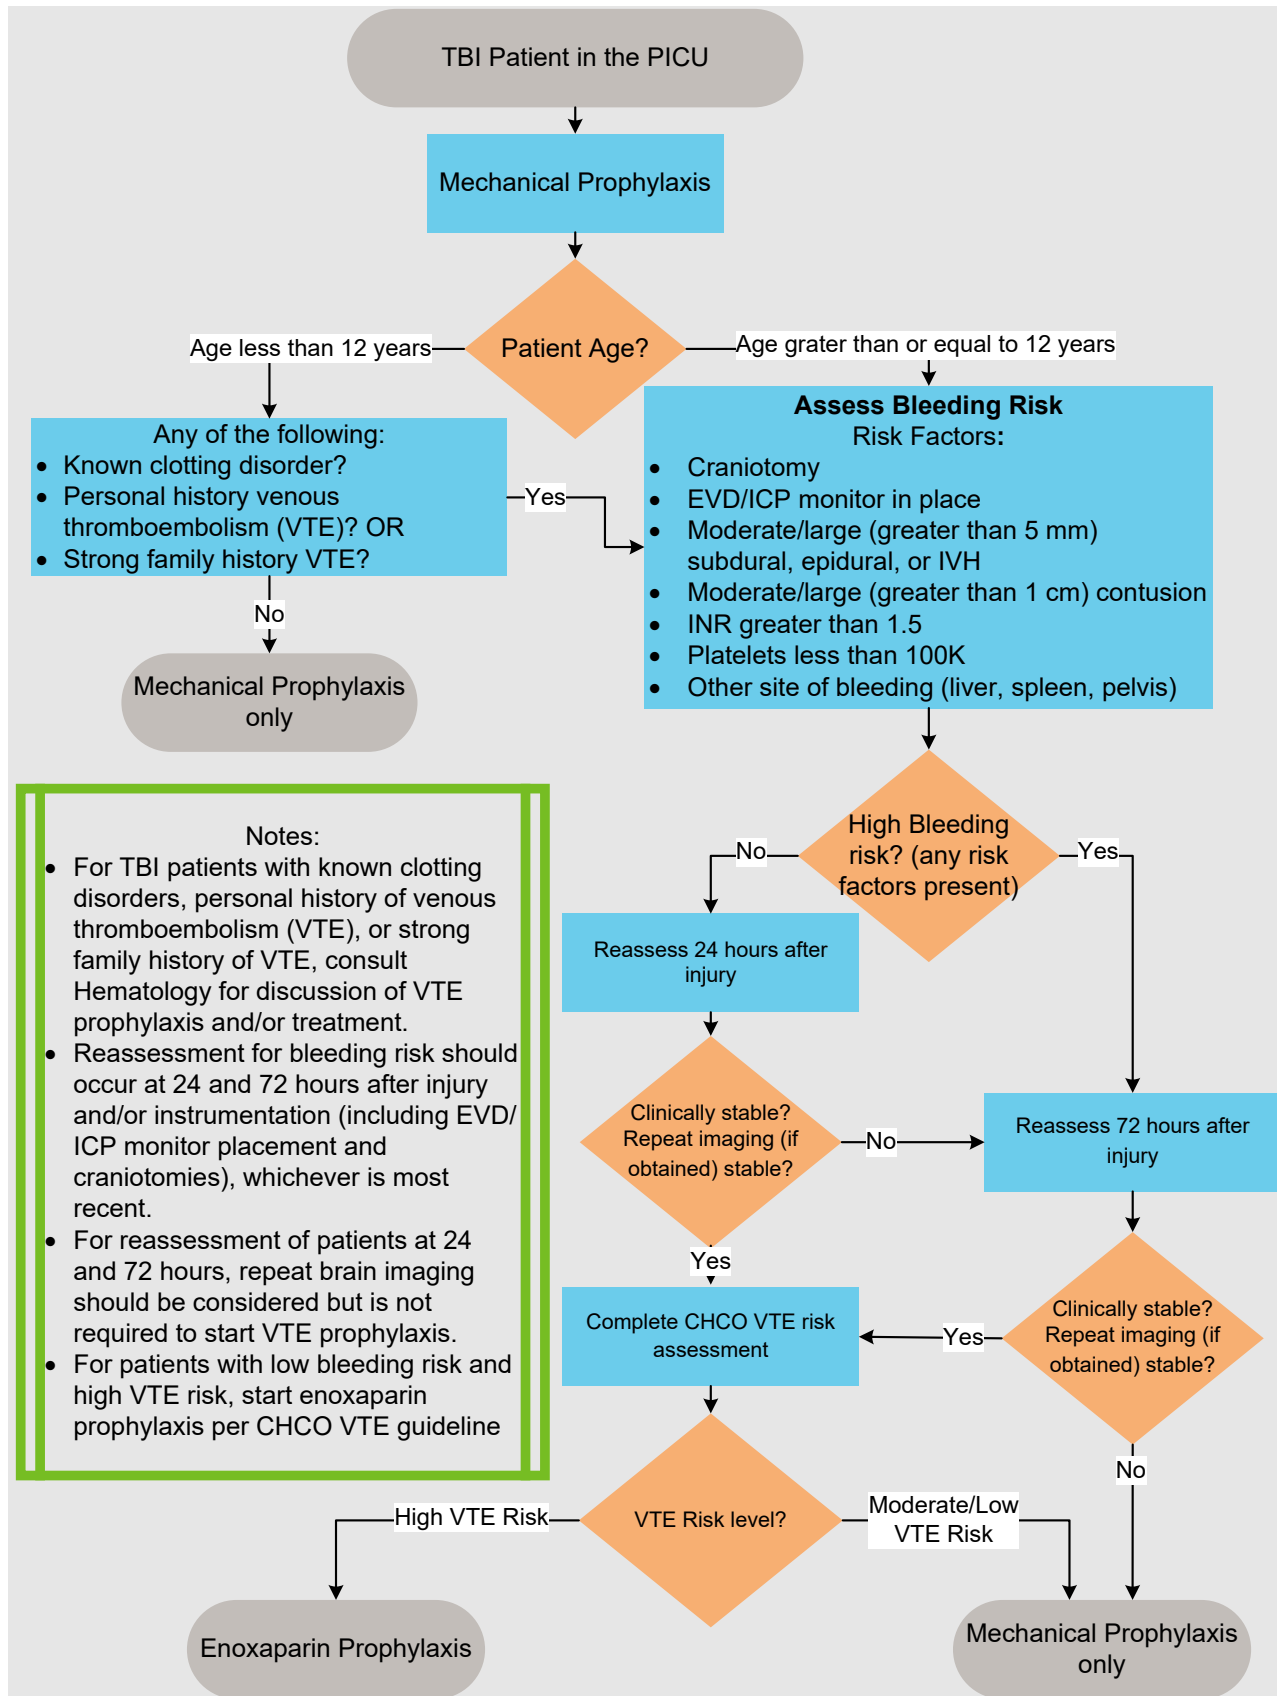 TBI Patient in the PICU
Mechanical Prophylaxis
Patient Age?
Age less than 12 years
Age grater than or equal to 12 years
Any of the following:
• Known clotting disorder?
• Personal history venous
thromboembolism (VTE)? OR
• Strong family history VTE?
Yes
No
Mechanical Prophylaxis
only
Assess Bleeding Risk
Risk Factors:
• Craniotomy
• EVD/ICP monitor in place
• Moderate/large (greater than 5 mm)
subdural, epidural, or IVH
• Moderate/large (greater than 1 cm) contusion
• INR greater than 1.5
• Platelets less than 100K
• Other site of bleeding (liver, spleen, pelvis)
High Bleeding
risk? (any risk
factors present)
No
Yes
Reassess 24 hours after
injury
Clinically stable?
Repeat imaging (if
obtained) stable?
No
Reassess 72 hours after
injury
Yes
Complete CHCO VTE risk
assessment
Yes
Clinically stable?
Repeat imaging (if
obtained) stable?
No
VTE Risk level?
High VTE Risk
Moderate/Low
VTE Risk
Enoxaparin Prophylaxis
Mechanical Prophylaxis
only
Notes:
• For TBI patients with known clotting
disorders, personal history of venous
thromboembolism (VTE), or strong
family history of VTE, consult
Hematology for discussion of VTE
prophylaxis and/or treatment.
• Reassessment for bleeding risk should
occur at 24 and 72 hours after injury
and/or instrumentation (including EVD/
ICP monitor placement and
craniotomies), whichever is most
recent.
• For reassessment of patients at 24
and 72 hours, repeat brain imaging
should be considered but is not
required to start VTE prophylaxis.
• For patients with low bleeding risk and
high VTE risk, start enoxaparin
prophylaxis per CHCO VTE guideline